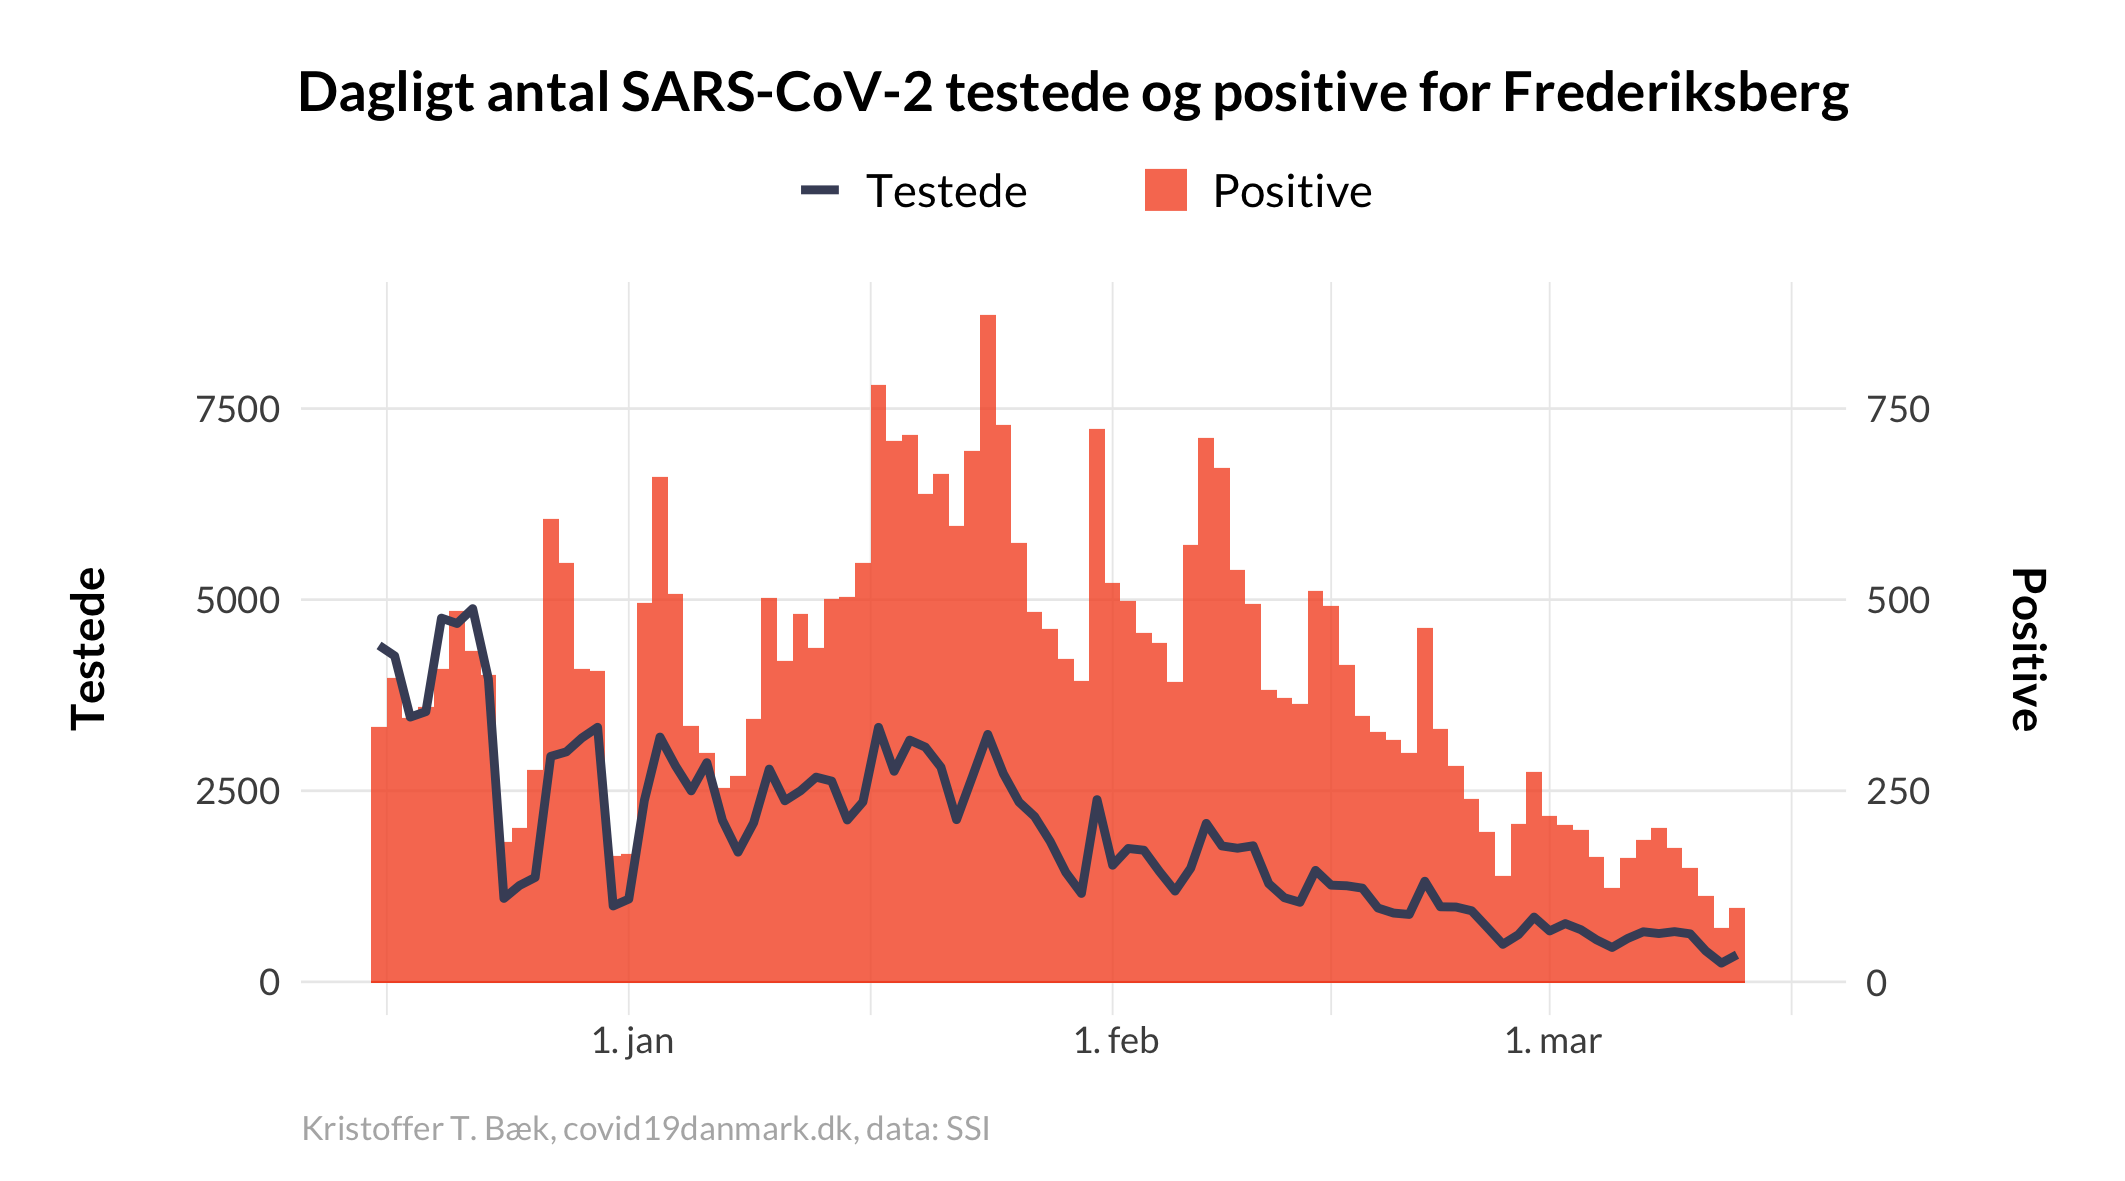 Dagligt antal SARS-CoV-2 testede og positive for Frederiksberg
Testede
Positive
Testede
7500
5000
2500
0
750
500
250
0
Positive
1. jan
1. feb
1. mar
Kristoffer T. Bæk, covid19danmark.dk, data: SSI